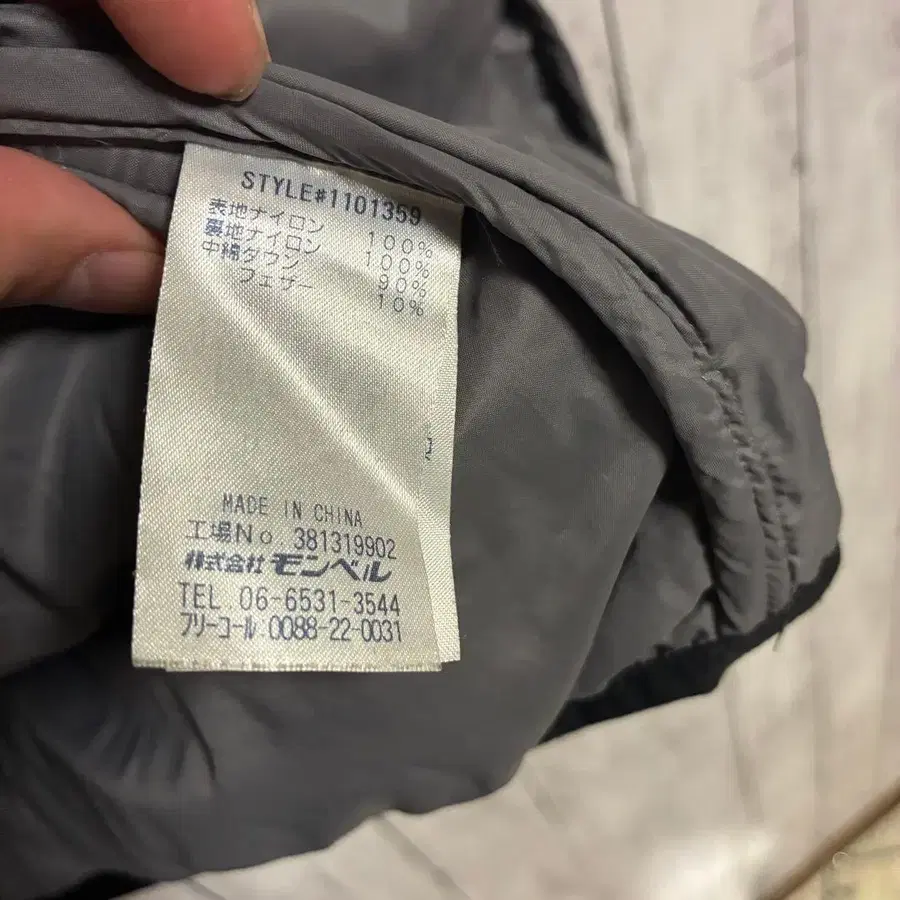 STYLE#1101359
表地ナイロン 100%
裏地ナイロン 100%
中綿ダウン 90%
フェザー 10%
MADE IN CHINA
工場No. 381319902
株式会社モンベル
TEL. 06-6531-3544
フリーコール:0088-22-0031